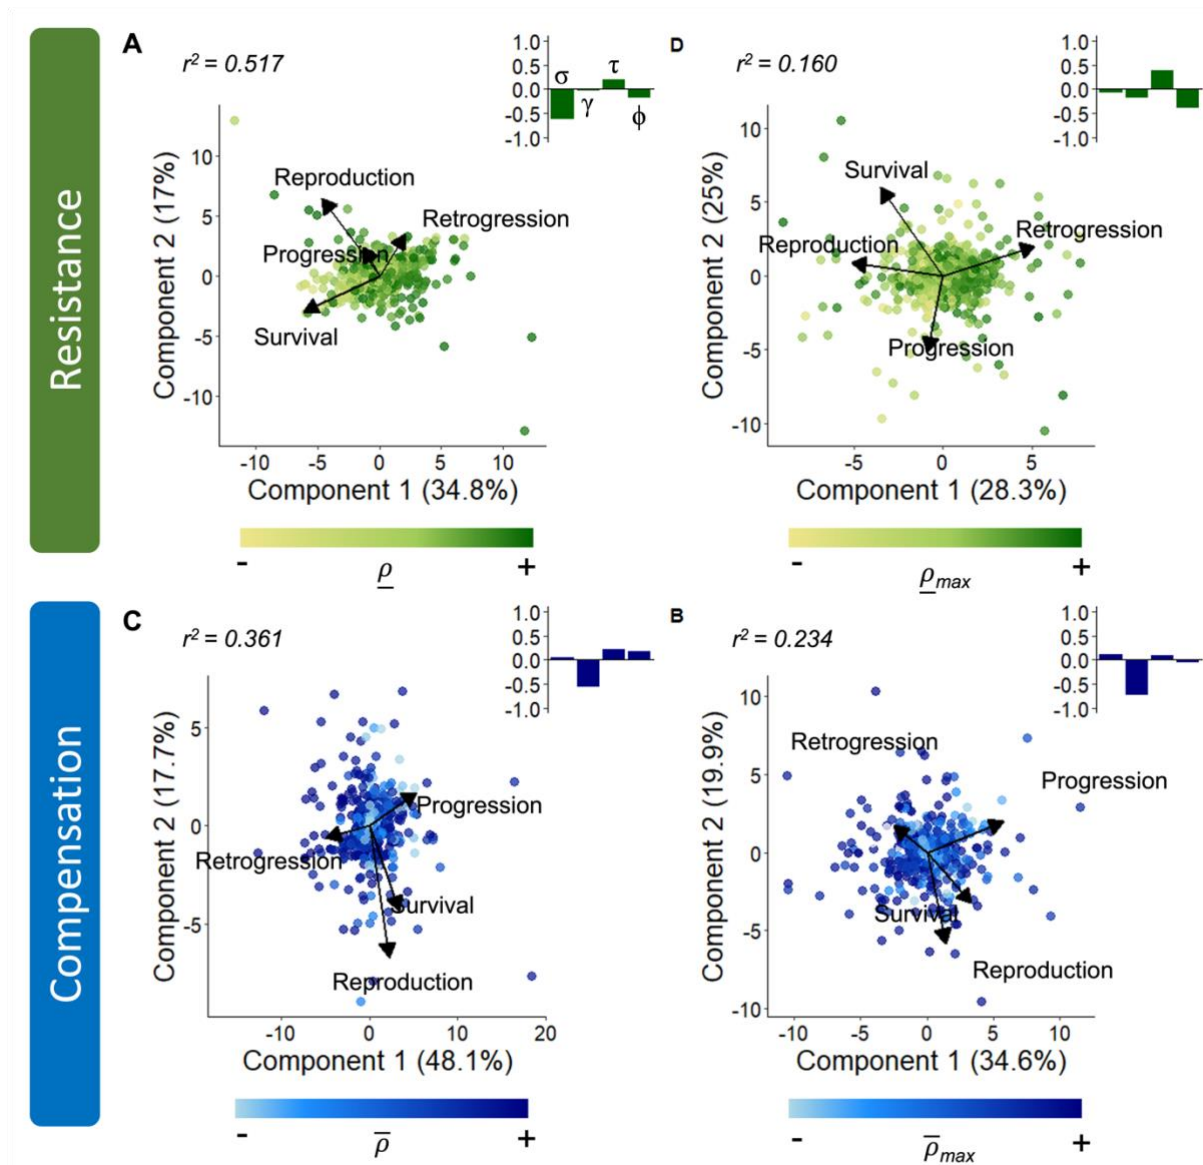 Resistance
A
r² = 0.517
1.0
0.5
0.0
-0.5
-1.0
σ
γ
τ
ϕ
Component 2 (17%)
10
5
0
-5
-10
Reproduction
Retrogression
Progression
Survival
-10 -5 0 5 10
Component 1 (34.8%)
- +
ρ
D
r² = 0.160
1.0
0.5
0.0
-0.5
-1.0
Component 2 (25%)
10
5
0
-5
-10
Survival
Retrogression
Reproduction
Progression
-5 0 5
Component 1 (28.3%)
- +
ρmax
Compensation
C
r² = 0.361
1.0
0.5
0.0
-0.5
-1.0
Component 2 (17.7%)
5
0
-5
Progression
Retrogression
Survival
Reproduction
-10 0 10 20
Component 1 (48.1%)
- +
ρ̅
B
r² = 0.234
1.0
0.5
0.0
-0.5
-1.0
Component 2 (19.9%)
10
5
0
-5
-10
Retrogression
Progression
Survival
Reproduction
-10 -5 0 5 10
Component 1 (34.6%)
- +
ρ̅max